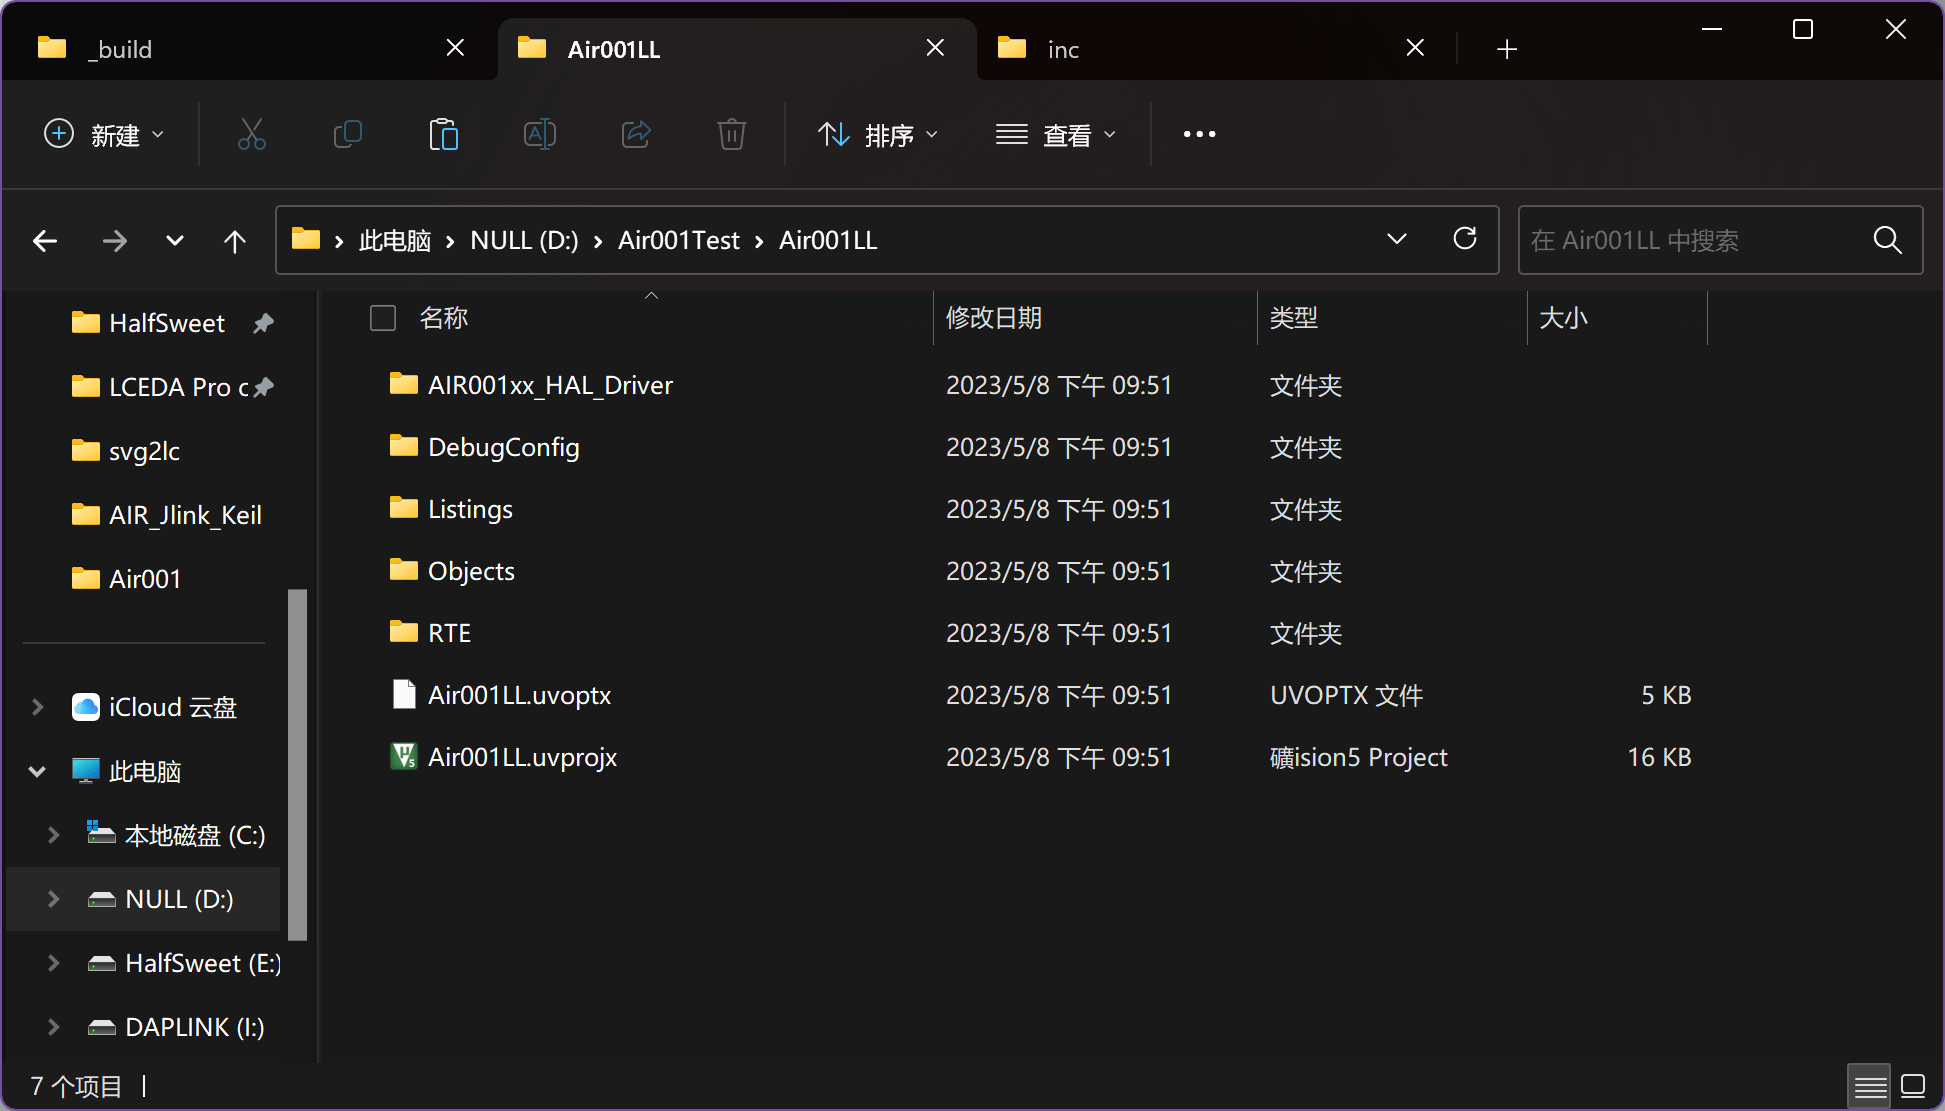 _build
Air001LL
inc
新建
排序
查看
此电脑 NULL (D:) Air001Test Air001LL
在 Air001LL 中搜索
HalfSweet
LCEDA Pro c
svg2lc
AIR_Jlink_Keil
Air001
iCloud 云盘
此电脑
本地磁盘 (C:)
NULL (D:)
HalfSweet (E:)
DAPLINK (I:)
名称 修改日期 类型 大小
AIR001xx_HAL_Driver 2023/5/8 下午 09:51 文件夹
DebugConfig 2023/5/8 下午 09:51 文件夹
Listings 2023/5/8 下午 09:51 文件夹
Objects 2023/5/8 下午 09:51 文件夹
RTE 2023/5/8 下午 09:51 文件夹
Air001LL.uvoptx 2023/5/8 下午 09:51 UVOPTX 文件 5 KB
Air001LL.uvprojx 2023/5/8 下午 09:51 礦ision5 Project 16 KB
7 个项目